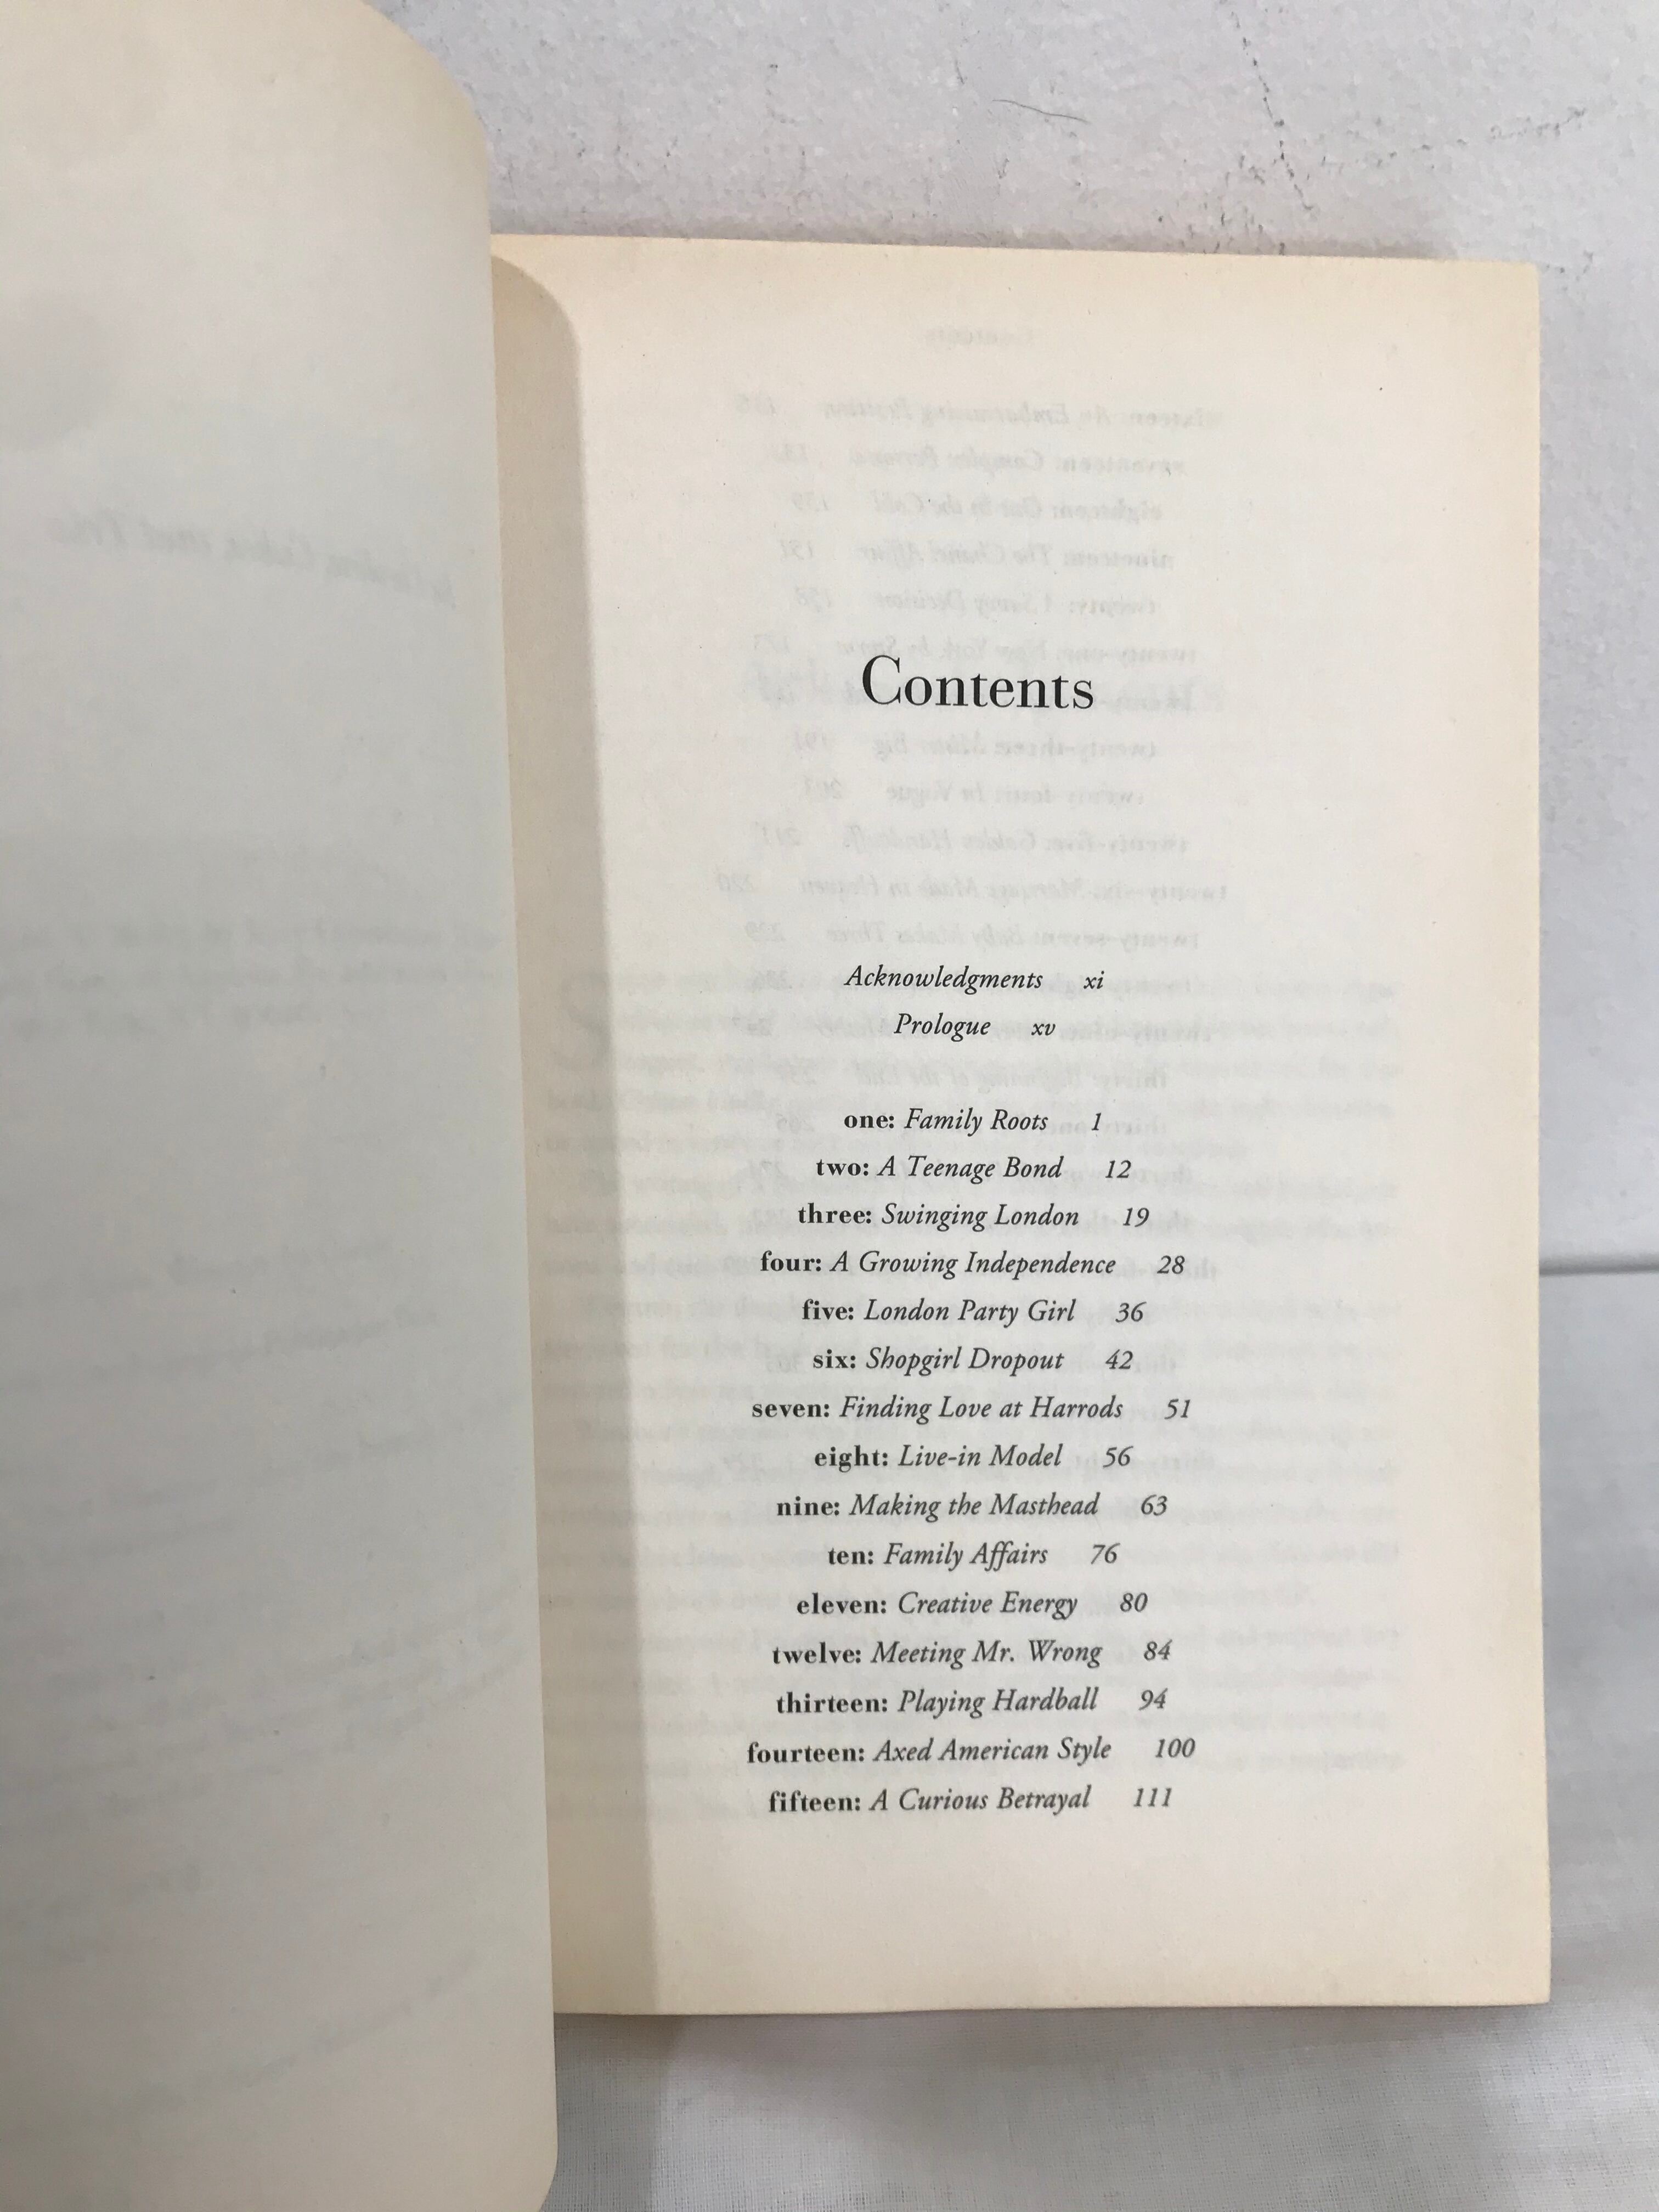 Contents
Acknowledgments xi
Prologue xv
one: Family Roots 1
two: A Teenage Bond 12
three: Swinging London 19
four: A Growing Independence 28
five: London Party Girl 36
six: Shopgirl Dropout 42
seven: Finding Love at Harrods 51
eight: Live-in Model 56
nine: Making the Masthead 63
ten: Family Affairs 76
eleven: Creative Energy 80
twelve: Meeting Mr. Wrong 84
thirteen: Playing Hardball 94
fourteen: Axed American Style 100
fifteen: A Curious Betrayal 111